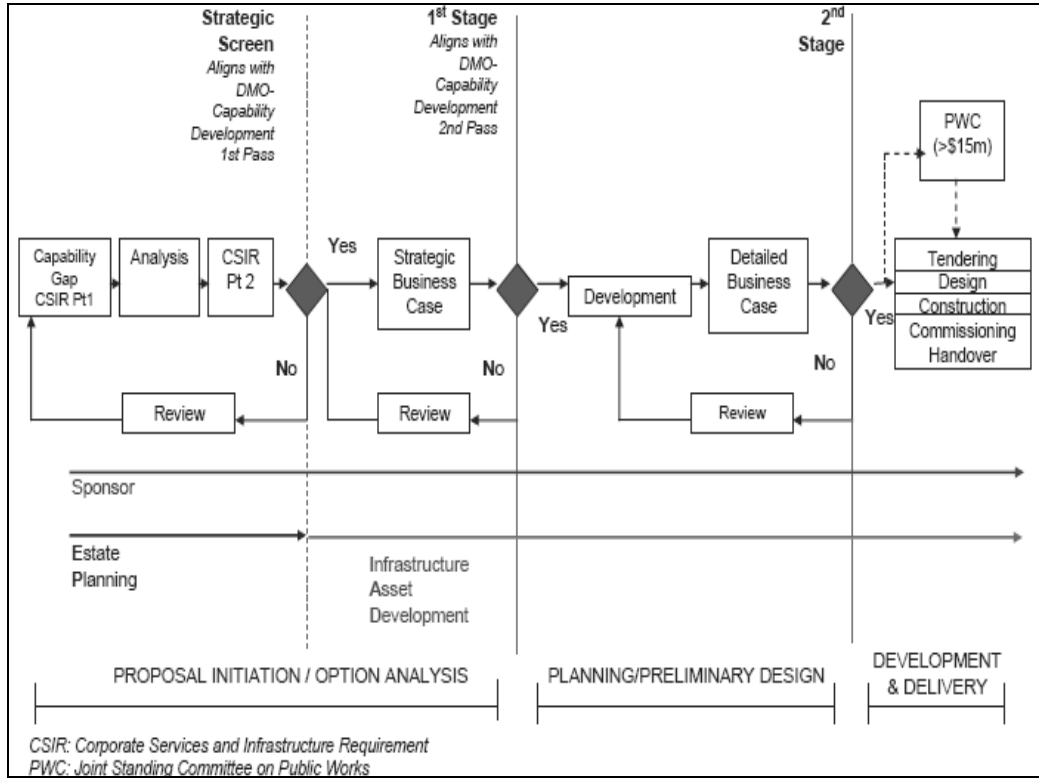 Strategic
Screen
Aligns with
DMO-
Capability
Development
1st Pass
1st Stage
Aligns with
DMO-
Capability
Development
2nd Pass
2nd
Stage
PWC
(>$15m)
Capability
Gap
CSIR Pt1
Analysis
CSIR
Pt 2
Yes
Strategic
Business
Case
Yes
Development
Detailed
Business
Case
Yes
Tendering
Design
Construction
Commissioning
Handover
No
No
No
Review
Review
Review
Sponsor
Estate
Planning
Infrastructure
Asset
Development
PROPOSAL INITIATION / OPTION ANALYSIS
PLANNING/PRELIMINARY DESIGN
DEVELOPMENT
& DELIVERY
CSIR: Corporate Services and Infrastructure Requirement
PWC: Joint Standing Committee on Public Works